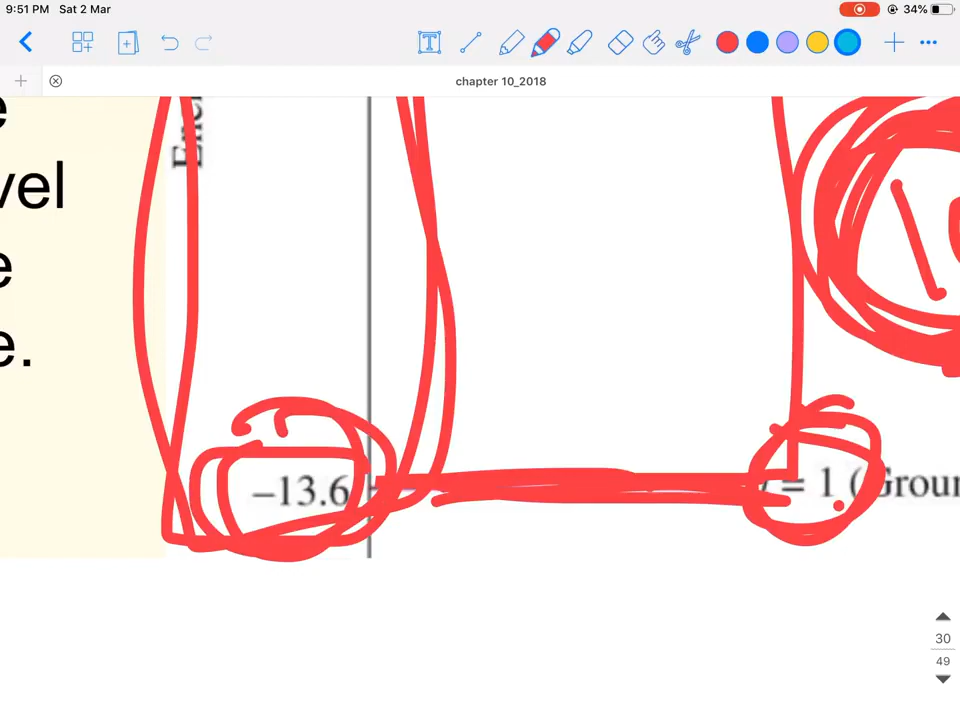 9:51 PM Sat 2 Mar
34%
chapter 10_2018
vel
e.
-13.6
= 1 (Groun
30
49